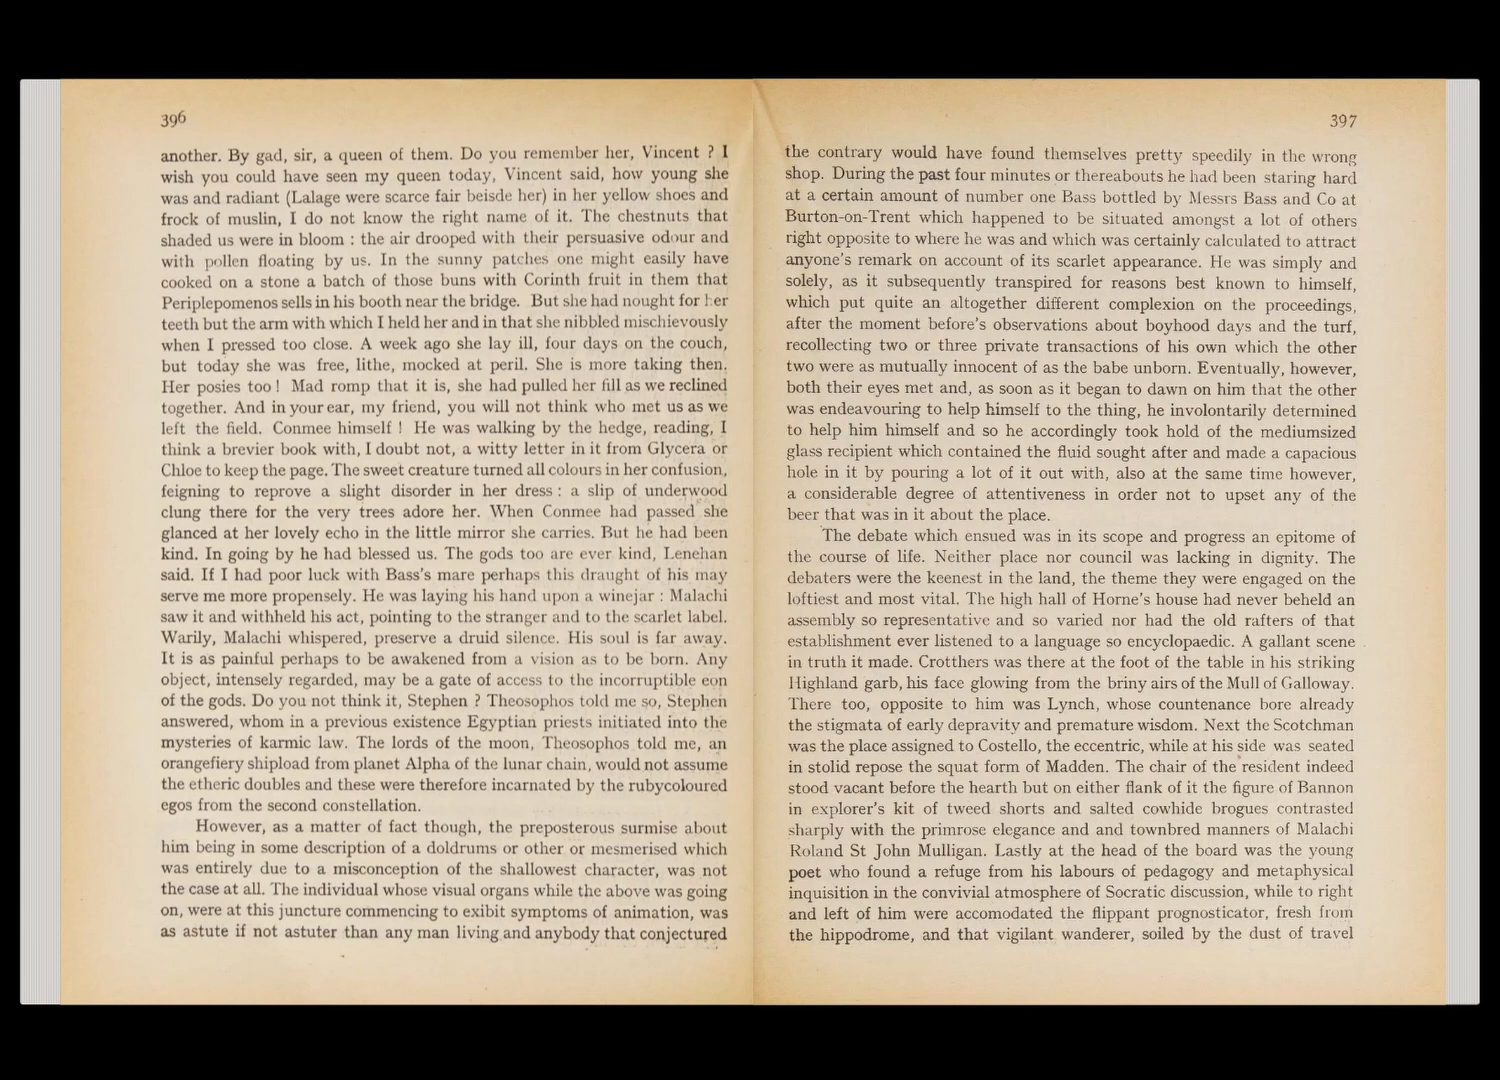 396
another. By gad, sir, a queen of them. Do you remember her, Vincent ? I
wish you could have seen my queen today, Vincent said, how young she
was and radiant (Lalage were scarce fair beisde her) in her yellow shoes and
frock of muslin, I do not know the right name of it. The chestnuts that
shaded us were in bloom : the air drooped with their persuasive odour and
with pollen floating by us. In the sunny patches one might easily have
cooked on a stone a batch of those buns with Corinth fruit in them that
Periplepomenos sells in his booth near the bridge. But she had nought for her
teeth but the arm with which I held her and in that she nibbled mischievously
when I pressed too close. A week ago she lay ill, four days on the couch,
but today she was free, lithe, mocked at peril. She is more taking then.
Her posies too ! Mad romp that it is, she had pulled her fill as we reclined
together. And in your ear, my friend, you will not think who met us as we
left the field. Conmee himself ! He was walking by the hedge, reading, I
think a brevier book with, I doubt not, a witty letter in it from Glycera or
Chloe to keep the page. The sweet creature turned all colours in her confusion,
feigning to reprove a slight disorder in her dress : a slip of underwood
clung there for the very trees adore her. When Conmee had passed she
glanced at her lovely echo in the little mirror she carries. But he had been
kind. In going by he had blessed us. The gods too are ever kind, Lenehan
said. If I had poor luck with Bass's mare perhaps this draught of his may
serve me more propensely. He was laying his hand upon a winejar : Malachi
saw it and withheld his act, pointing to the stranger and to the scarlet label.
Warily, Malachi whispered, preserve a druid silence. His soul is far away.
It is as painful perhaps to be awakened from a vision as to be born. Any
object, intensely regarded, may be a gate of access to the incorruptible eon
of the gods. Do you not think it, Stephen ? Theosophos told me so, Stephen
answered, whom in a previous existence Egyptian priests initiated into the
mysteries of karmic law. The lords of the moon, Theosophos told me, an
orangefiery shipload from planet Alpha of the lunar chain, would not assume
the etheric doubles and these were therefore incarnated by the rubycoloured
egos from the second constellation.
However, as a matter of fact though, the preposterous surmise about
him being in some description of a doldrums or other or mesmerised which
was entirely due to a misconception of the shallowest character, was not
the case at all. The individual whose visual organs while the above was going
on, were at this juncture commencing to exibit symptoms of animation, was
as astute if not astuter than any man living and anybody that conjectured
397
the contrary would have found themselves pretty speedily in the wrong
shop. During the past four minutes or thereabouts he had been staring hard
at a certain amount of number one Bass bottled by Messrs Bass and Co at
Burton-on-Trent which happened to be situated amongst a lot of others
right opposite to where he was and which was certainly calculated to attract
anyone's remark on account of its scarlet appearance. He was simply and
solely, as it subsequently transpired for reasons best known to himself,
which put quite an altogether different complexion on the proceedings,
after the moment before's observations about boyhood days and the turf,
recollecting two or three private transactions of his own which the other
two were as mutually innocent of as the babe unborn. Eventually, however,
both their eyes met and, as soon as it began to dawn on him that the other
was endeavouring to help himself to the thing, he involontarily determined
to help him himself and so he accordingly took hold of the mediumsized
glass recipient which contained the fluid sought after and made a capacious
hole in it by pouring a lot of it out with, also at the same time however,
a considerable degree of attentiveness in order not to upset any of the
beer that was in it about the place.
The debate which ensued was in its scope and progress an epitome of
the course of life. Neither place nor council was lacking in dignity. The
debaters were the keenest in the land, the theme they were engaged on the
loftiest and most vital. The high hall of Horne's house had never beheld an
assembly so representative and so varied nor had the old rafters of that
establishment ever listened to a language so encyclopaedic. A gallant scene
in truth it made. Crotthers was there at the foot of the table in his striking
Highland garb, his face glowing from the briny airs of the Mull of Galloway.
There too, opposite to him was Lynch, whose countenance bore already
the stigmata of early depravity and premature wisdom. Next the Scotchman
was the place assigned to Costello, the eccentric, while at his side was seated
in stolid repose the squat form of Madden. The chair of the resident indeed
stood vacant before the hearth but on either flank of it the figure of Bannon
in explorer's kit of tweed shorts and salted cowhide brogues contrasted
sharply with the primrose elegance and and townbred manners of Malachi
Roland St John Mulligan. Lastly at the head of the board was the young
poet who found a refuge from his labours of pedagogy and metaphysical
inquisition in the convivial atmosphere of Socratic discussion, while to right
and left of him were accomodated the flippant prognosticator, fresh from
the hippodrome, and that vigilant wanderer, soiled by the dust of travel